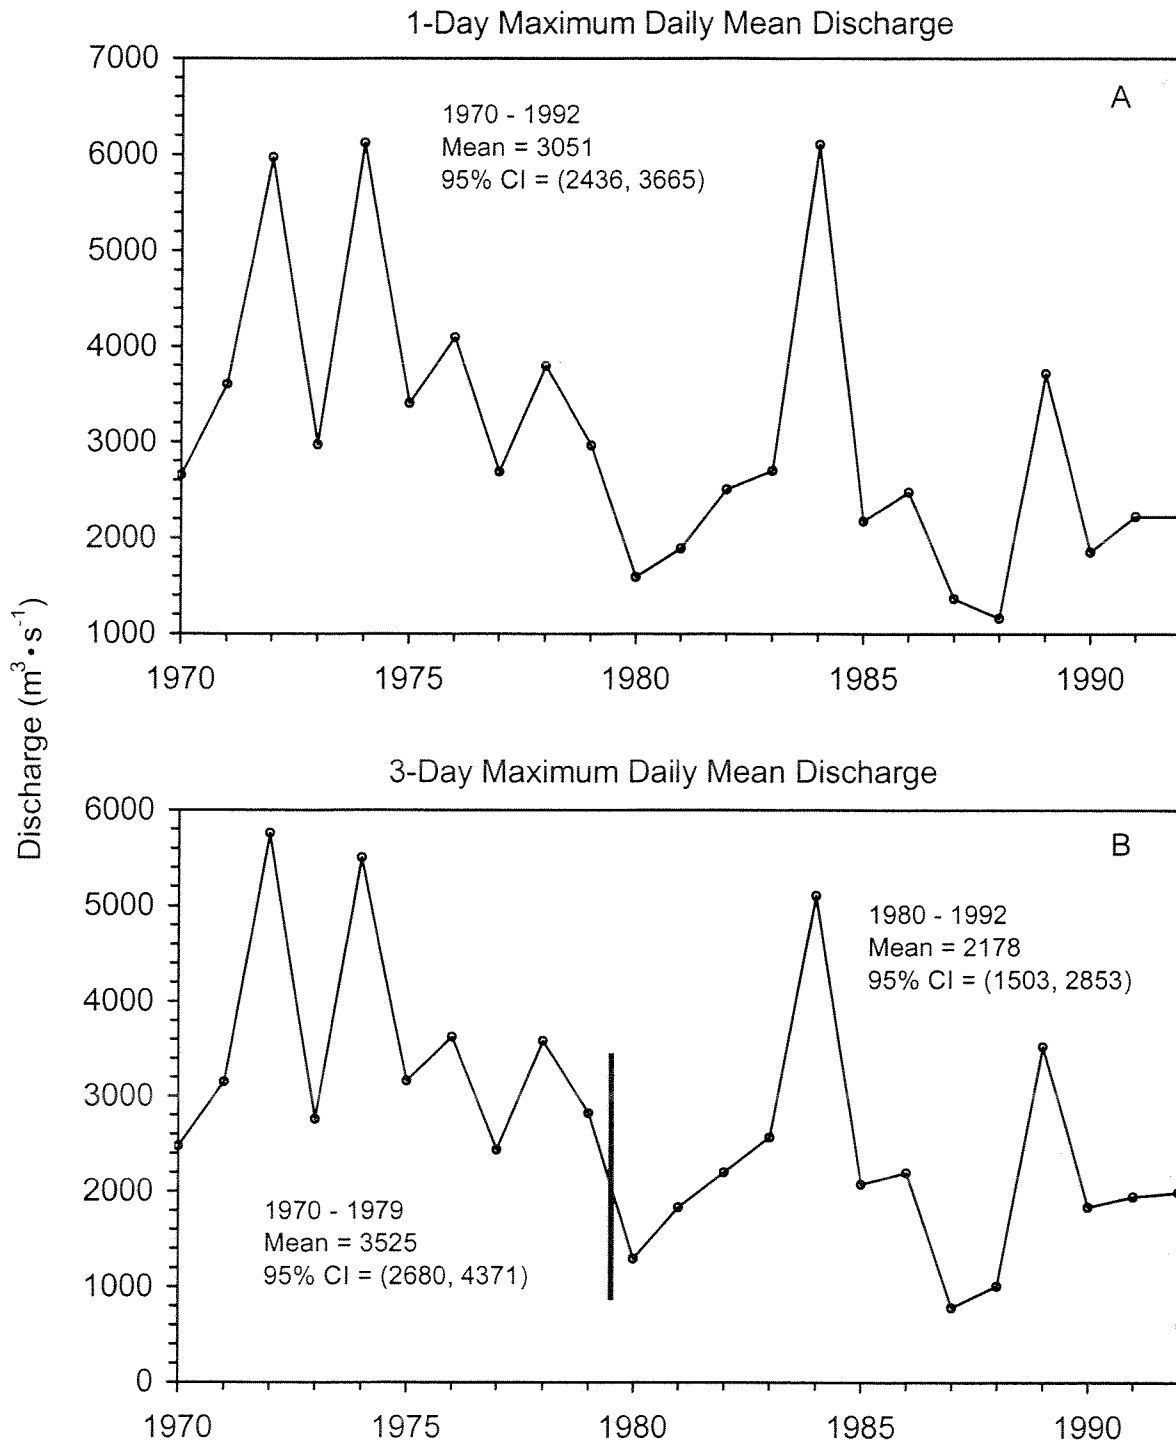 1-Day Maximum Daily Mean Discharge
7000
A
1970 - 1992
Mean = 3051
95% CI = (2436, 3665)
6000
5000
4000
3000
2000
1000
1970
1975
1980
1985
1990
Discharge (m³•s⁻¹)
3-Day Maximum Daily Mean Discharge
6000
B
5000
1980 - 1992
Mean = 2178
95% CI = (1503, 2853)
4000
3000
2000
1970 - 1979
Mean = 3525
95% CI = (2680, 4371)
1000
0
1970
1975
1980
1985
1990